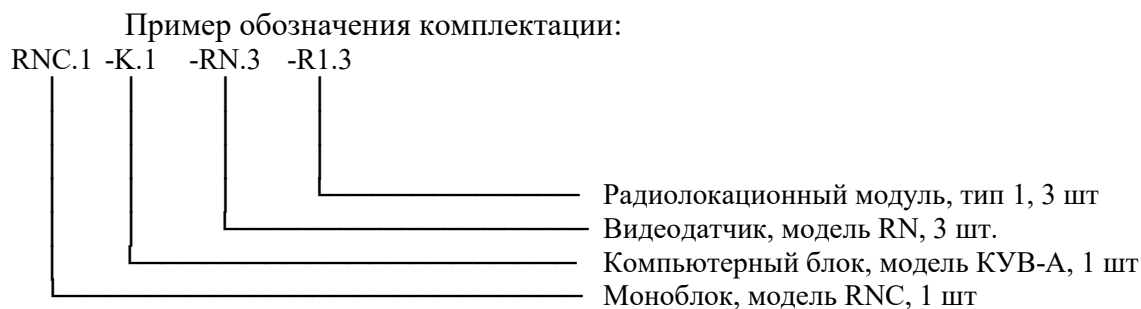 Пример обозначения комплектации:
RNC.1 -K.1 -RN.3 -R1.3
Радиолокационный модуль, тип 1, 3 шт
Видеодатчик, модель RN, 3 шт.
Компьютерный блок, модель КУВ-А, 1 шт
Моноблок, модель RNC, 1 шт